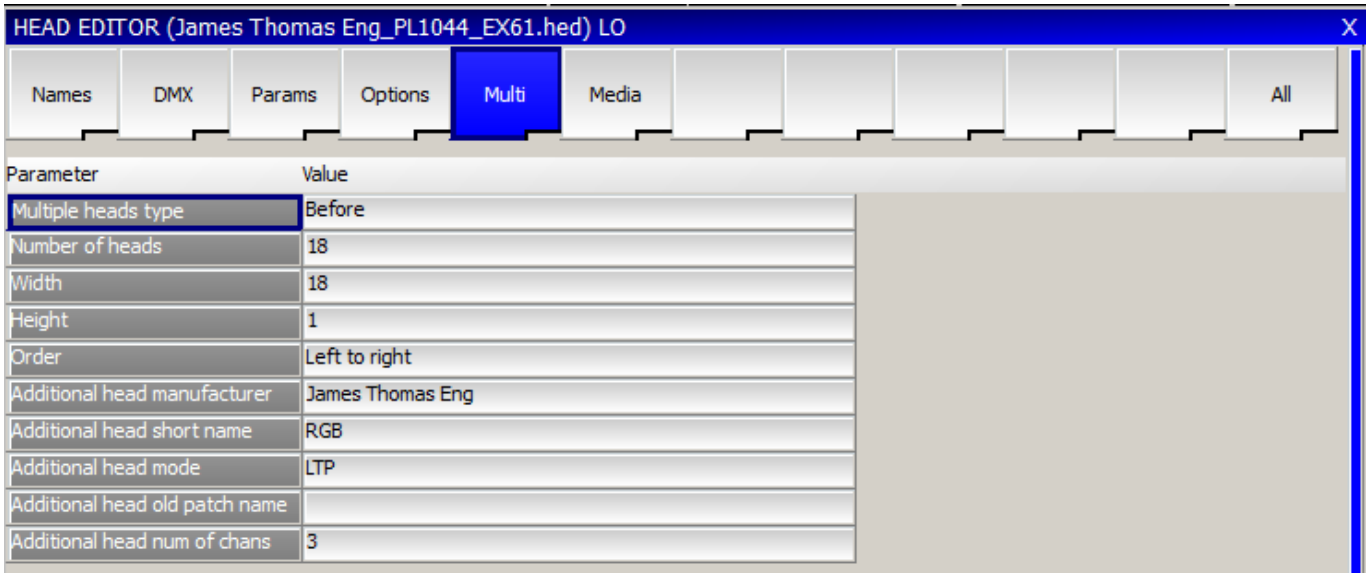 HEAD EDITOR (James Thomas Eng_PL1044_EX61.hed) LO X
Names DMX Params Options Multi Media All
Parameter Value
Multiple heads type Before
Number of heads 18
Width 18
Height 1
Order Left to right
Additional head manufacturer James Thomas Eng
Additional head short name RGB
Additional head mode LTP
Additional head old patch name
Additional head num of chans 3